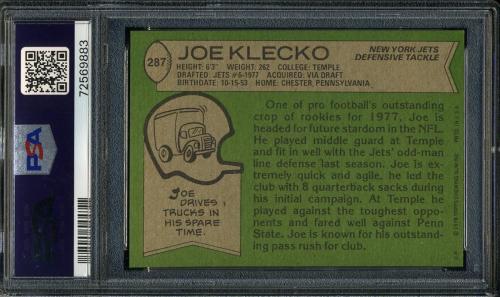 287
JOE KLECKO
NEW YORK JETS
DEFENSIVE TACKLE
HEIGHT: 6'3" WEIGHT: 262 COLLEGE: TEMPLE
DRAFTED: JETS #6-1977 ACQUIRED: VIA DRAFT
BIRTHDATE: 10-15-53 HOME: CHESTER, PENNSYLVANIA
One of pro football's outstanding
crop of rookies for 1977, Joe is
headed for future stardom in the NFL.
He played middle guard at Temple
and fit in well with the Jets' odd-man
line defense last season. Joe is ex-
tremely quick and agile, he led the
club with 8 quarterback sacks during
his initial campaign. At Temple he
played against the toughest oppon-
ents and fared well against Penn
State. Joe is known for his outstand-
ing pass rush for club.
JOE
DRIVES
TRUCKS IN
HIS SPARE
TIME.
72569883
PSA